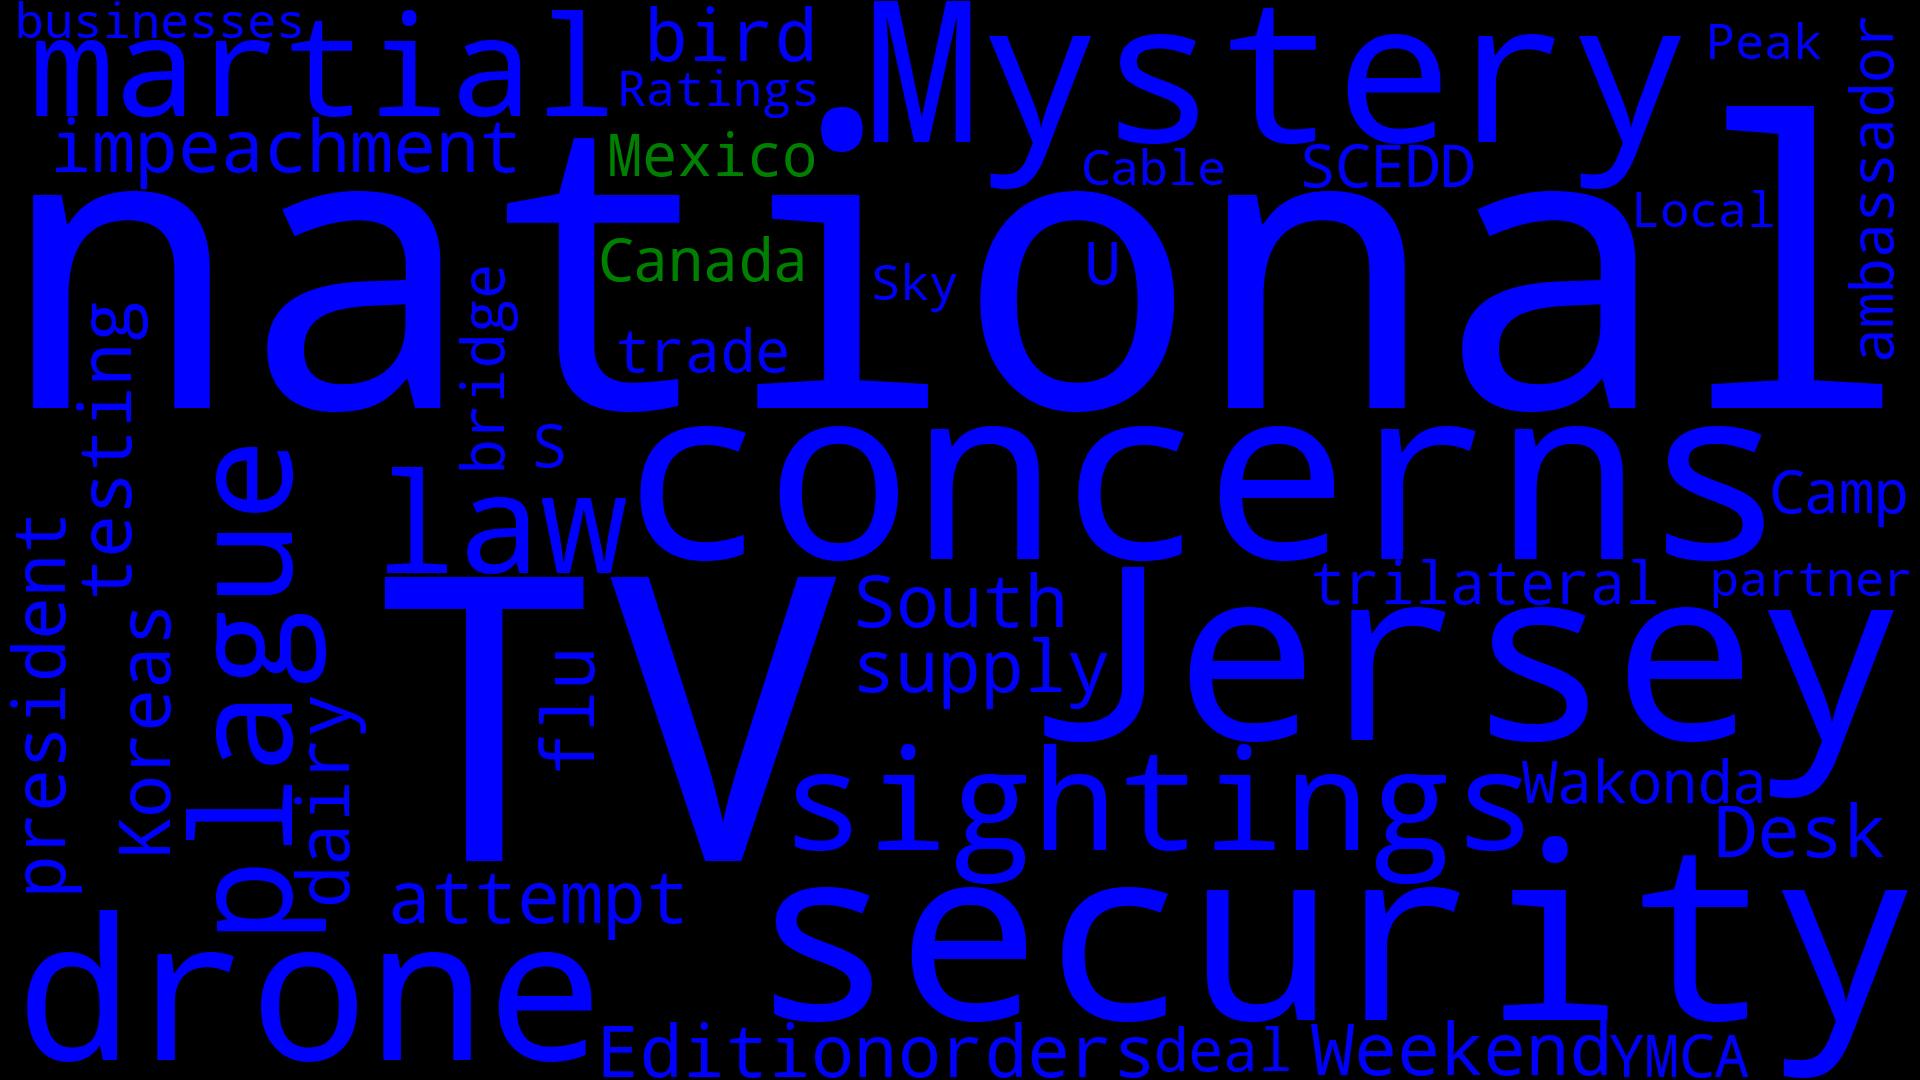 businesses
martial
bird
Ratings
Mystery
Peak
ambassador
impeachment
Mexico
Cable
SCEDD
Local
national
Canada
Sky
U
trade
bridge
testing
S
law
concerns
Camp
plague
president
Koreas
dairy
TV
flu
South
supply
Jersey
trilateral
partner
sightings
Wakonda
Desk
attempt
security
drone
Edition
orders
deal
Weekend
YMCA